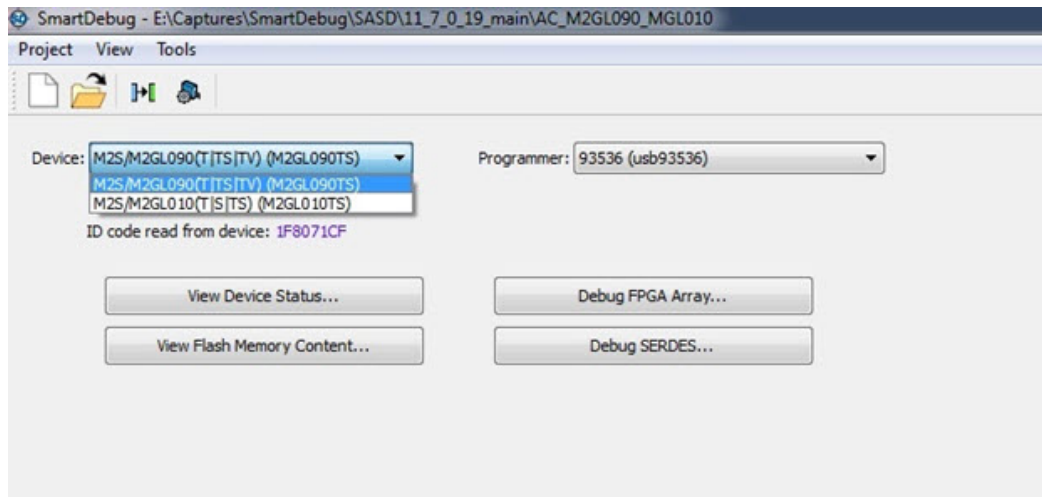 SmartDebug - E:\Captures\SmartDebug\SASD\11_7_0_19_main\AC_M2GL090_MGL010
Project View Tools
Device: M2S/M2GL090(T|TS|TV) (M2GL090TS) Programmer: 93536 (usb93536)
M2S/M2GL090(T|TS|TV) (M2GL090TS)
M2S/M2GL010(T|S|TS) (M2GL010TS)
ID code read from device: 1F8071CF
View Device Status... Debug FPGA Array...
View Flash Memory Content... Debug SERDES...